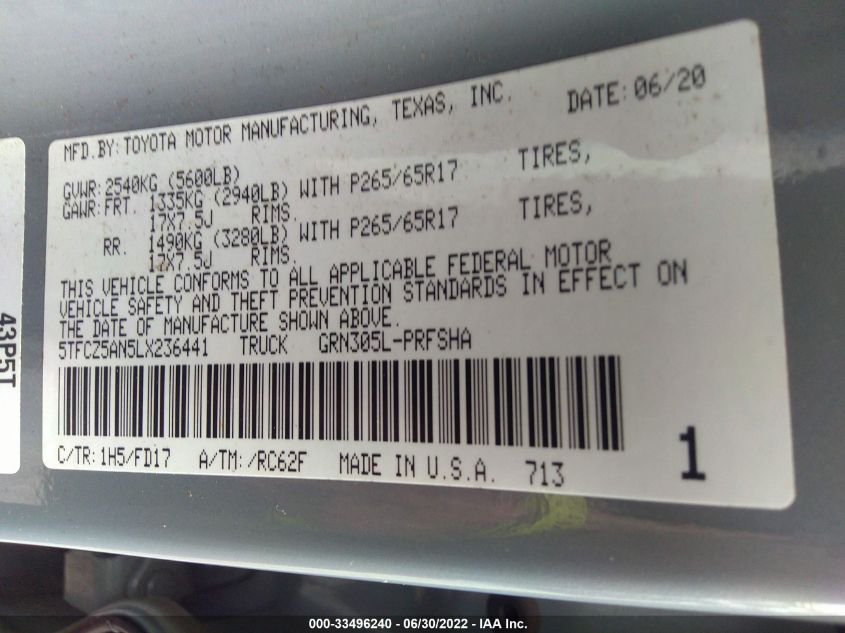 MFD.BY:TOYOTA MOTOR MANUFACTURING, TEXAS, INC. DATE:06/20
GVWR:2540KG (5600LB)
GAWR:FRT. 1335KG (2940LB) WITH P265/65R17 TIRES,
17X7.5J RIMS.
RR. 1490KG (3280LB) WITH P265/65R17 TIRES,
17X7.5J RIMS.
THIS VEHICLE CONFORMS TO ALL APPLICABLE FEDERAL MOTOR
VEHICLE SAFETY AND THEFT PREVENTION STANDARDS IN EFFECT ON
THE DATE OF MANUFACTURE SHOWN ABOVE.
5TFCZ5AN5LX236441 TRUCK GRN305L-PRFSHA
C/TR:1H5/FD17 A/TM:/RC62F MADE IN U.S.A. 713
1
43P5T
000-33496240 - 06/30/2022 - IAA Inc.